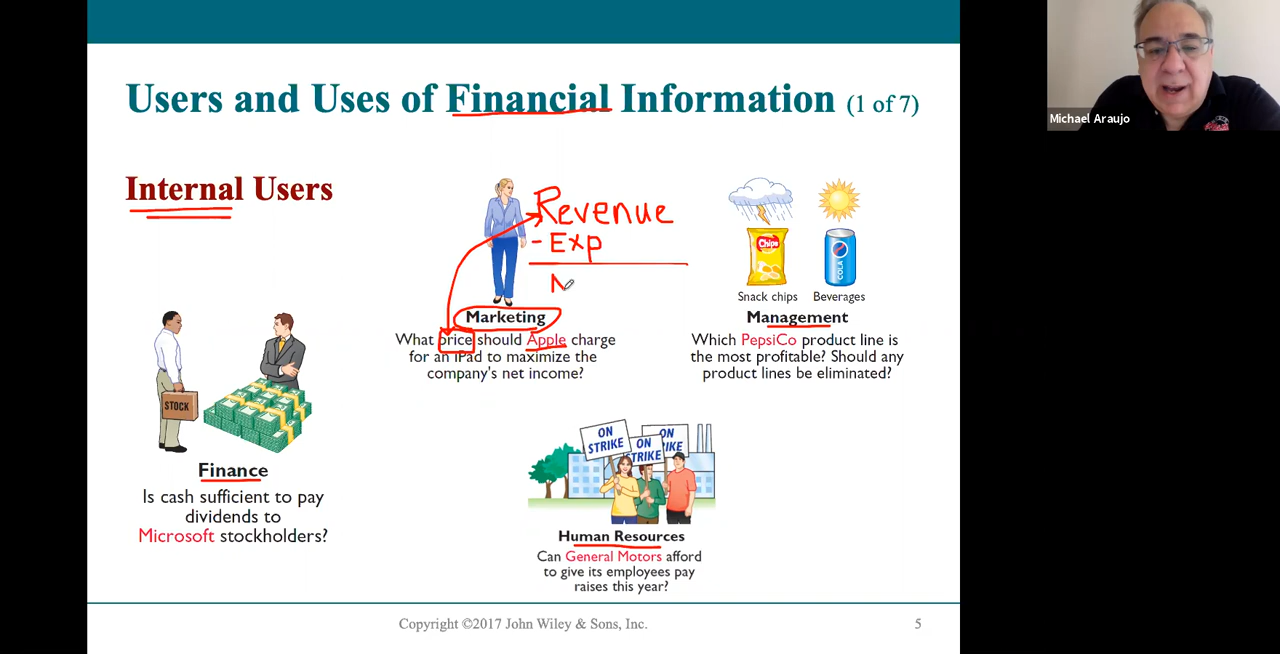 Users and Uses of Financial Information (1 of 7)
Michael Araujo
Internal Users
Revenue
- Exp
N
Marketing
What price should Apple charge
for an iPad to maximize the
company's net income?
Chips
COLA
Snack chips
Beverages
Management
Which PepsiCo product line is
the most profitable? Should any
product lines be eliminated?
STOCK
Finance
Is cash sufficient to pay
dividends to
Microsoft stockholders?
ON
STRIKE
ON
TRIKE
ON
IKE
Human Resources
Can General Motors afford
to give its employees pay
raises this year?
Copyright ©2017 John Wiley & Sons, Inc.
5